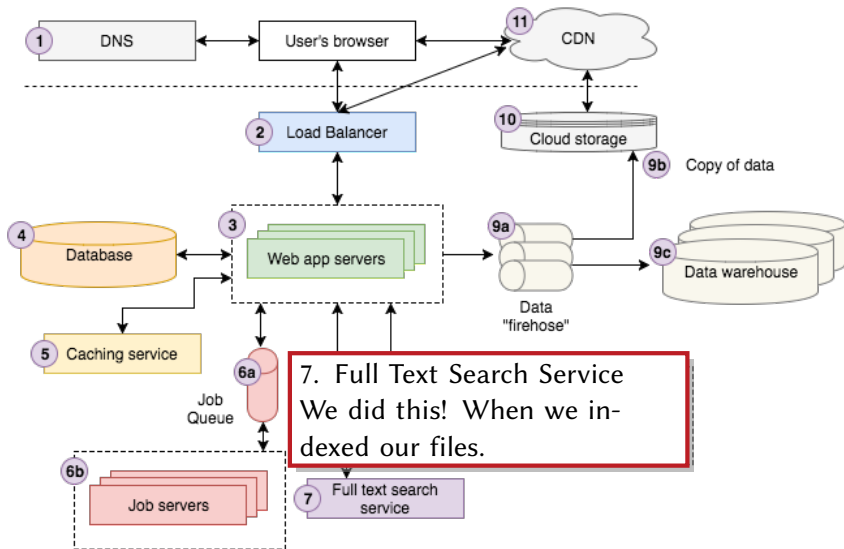 1 DNS
User's browser
11
CDN
2 Load Balancer
10
Cloud storage
9b Copy of data
3
Web app servers
4
Database
9a
Data
"firehose"
9c
Data warehouse
5 Caching service
6a
Job
Queue
7. Full Text Search Service
We did this! When we in-
dexed our files.
6b
Job servers
7 Full text search
service